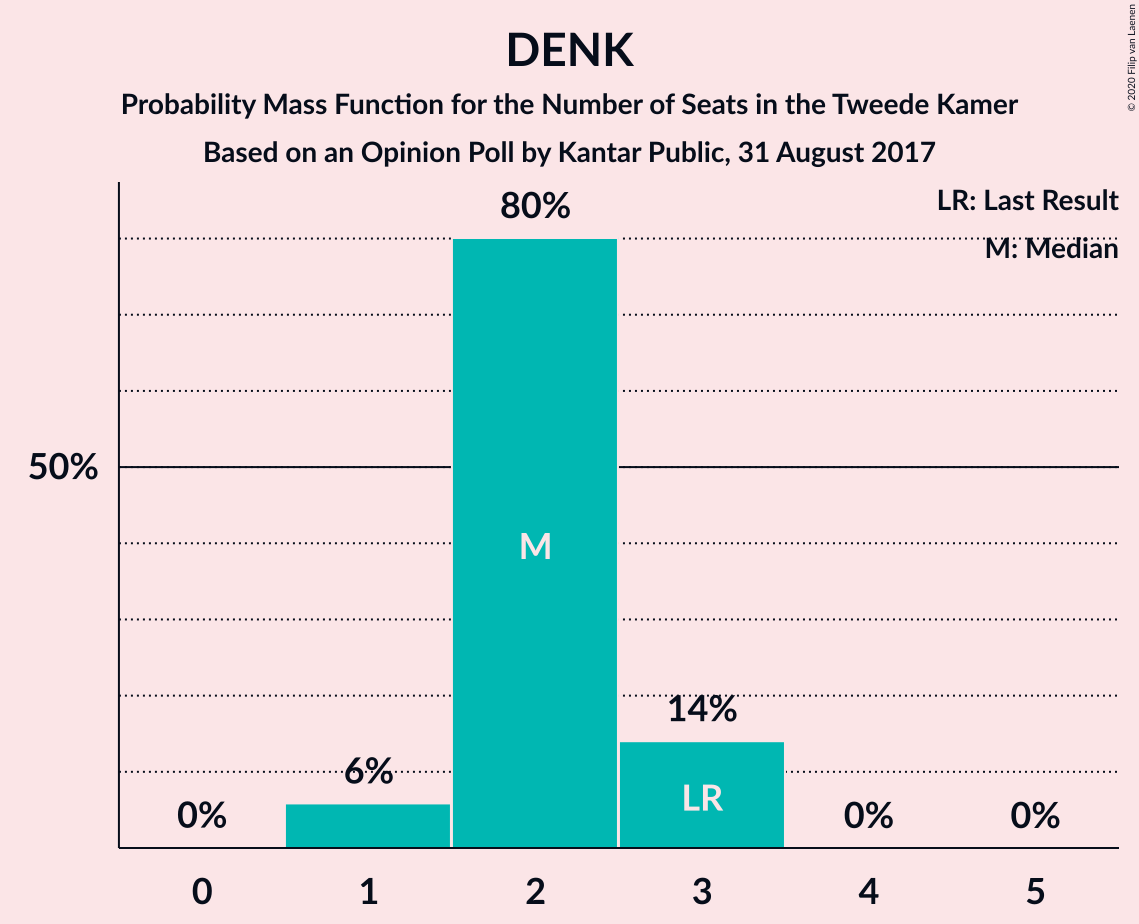 DENK
Probability Mass Function for the Number of Seats in the Tweede Kamer
Based on an Opinion Poll by Kantar Public, 31 August 2017
© 2020 Filip van Laenen
LR: Last Result
M: Median
80%
50%
M
14%
6%
LR
0%
0%
0%
0
1
2
3
4
5